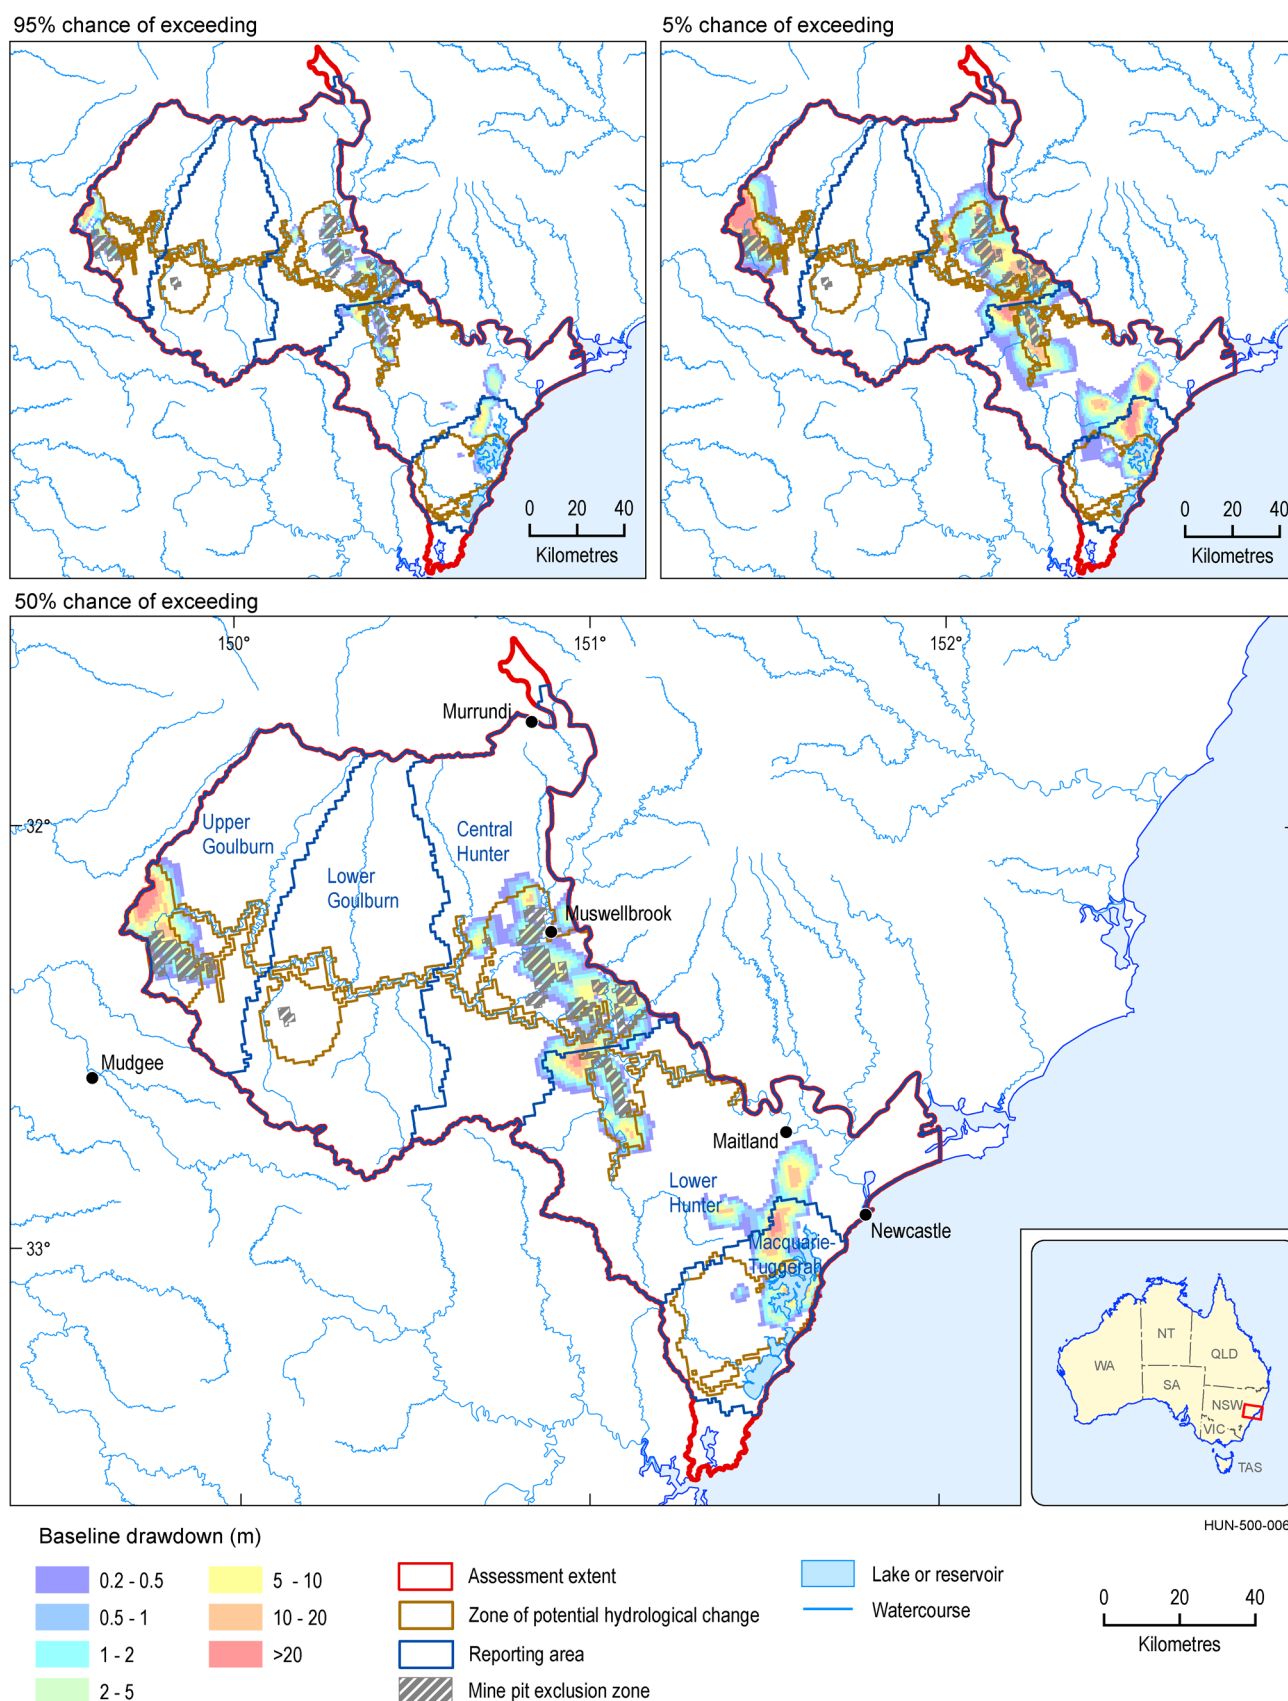 95% chance of exceeding
5% chance of exceeding
0 20 40
Kilometres
0 20 40
Kilometres
50% chance of exceeding
150°
151°
152°
Murrundi
32°
Upper
Goulburn
Central
Hunter
Lower
Goulburn
Muswellbrook
Mudgee
Maitland
Lower
Hunter
Newcastle
Macquarie-
Tuggerah
33°
NT
QLD
WA
SA
NSW
VIC
TAS
HUN-500-006
Baseline drawdown (m)
0.2 - 0.5
0.5 - 1
1 - 2
2 - 5
5 - 10
10 - 20
>20
Assessment extent
Zone of potential hydrological change
Reporting area
Mine pit exclusion zone
Lake or reservoir
Watercourse
0 20 40
Kilometres